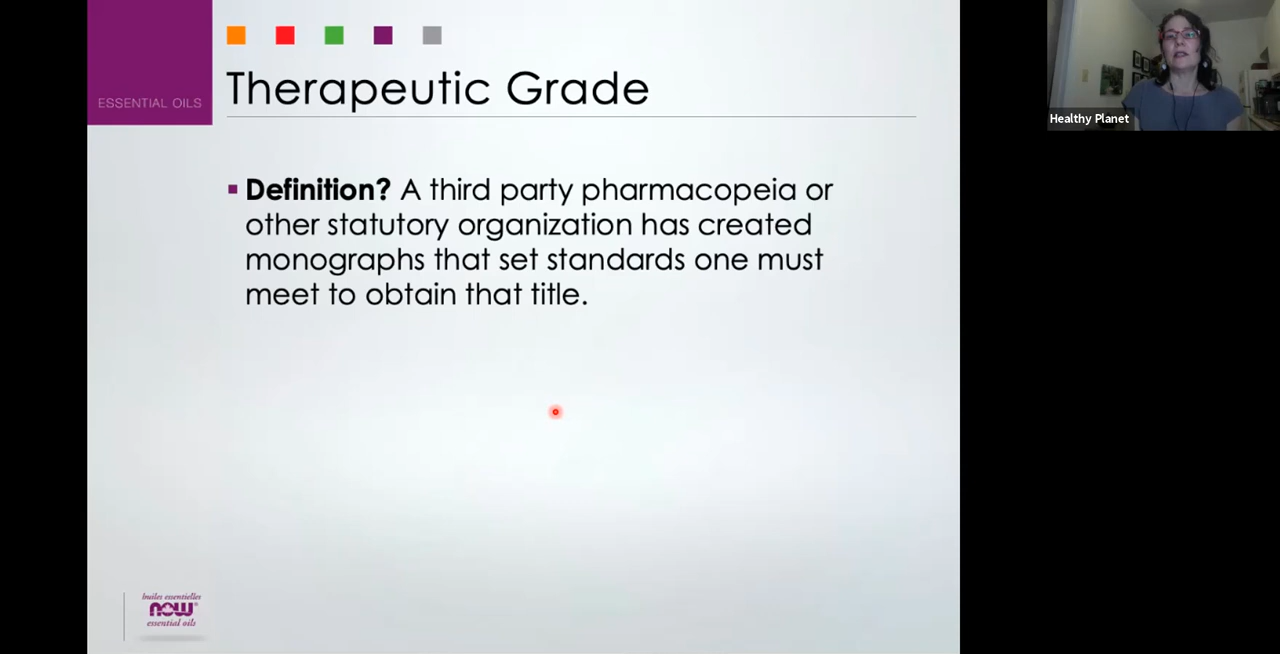 ESSENTIAL OILS
Therapeutic Grade
Definition? A third party pharmacopeia or
other statutory organization has created
monographs that set standards one must
meet to obtain that title.
huiles essentielles
now®
essential oils
Healthy Planet